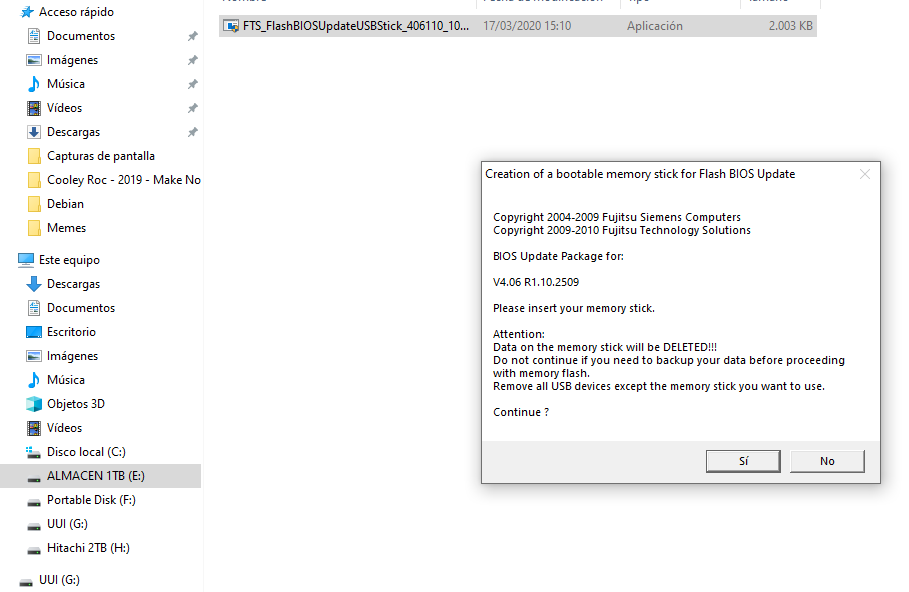 Acceso rápido
Documentos
Imágenes
Música
Vídeos
Descargas
Capturas de pantalla
Cooley Roc - 2019 - Make No
Debian
Memes
Este equipo
Descargas
Documentos
Escritorio
Imágenes
Música
Objetos 3D
Vídeos
Disco local (C:)
ALMACEN 1TB (E:)
Portable Disk (F:)
UUI (G:)
Hitachi 2TB (H:)
UUI (G:)
FTS_FlashBIOSUpdateUSBStick_406110_10... 17/03/2020 15:10 Aplicación 2.003 KB
Creation of a bootable memory stick for Flash BIOS Update
Copyright 2004-2009 Fujitsu Siemens Computers
Copyright 2009-2010 Fujitsu Technology Solutions
BIOS Update Package for:
V4.06 R1.10.2509
Please insert your memory stick.
Attention:
Data on the memory stick will be DELETED!!!
Do not continue if you need to backup your data before proceeding
with memory flash.
Remove all USB devices except the memory stick you want to use.
Continue ?
Sí No